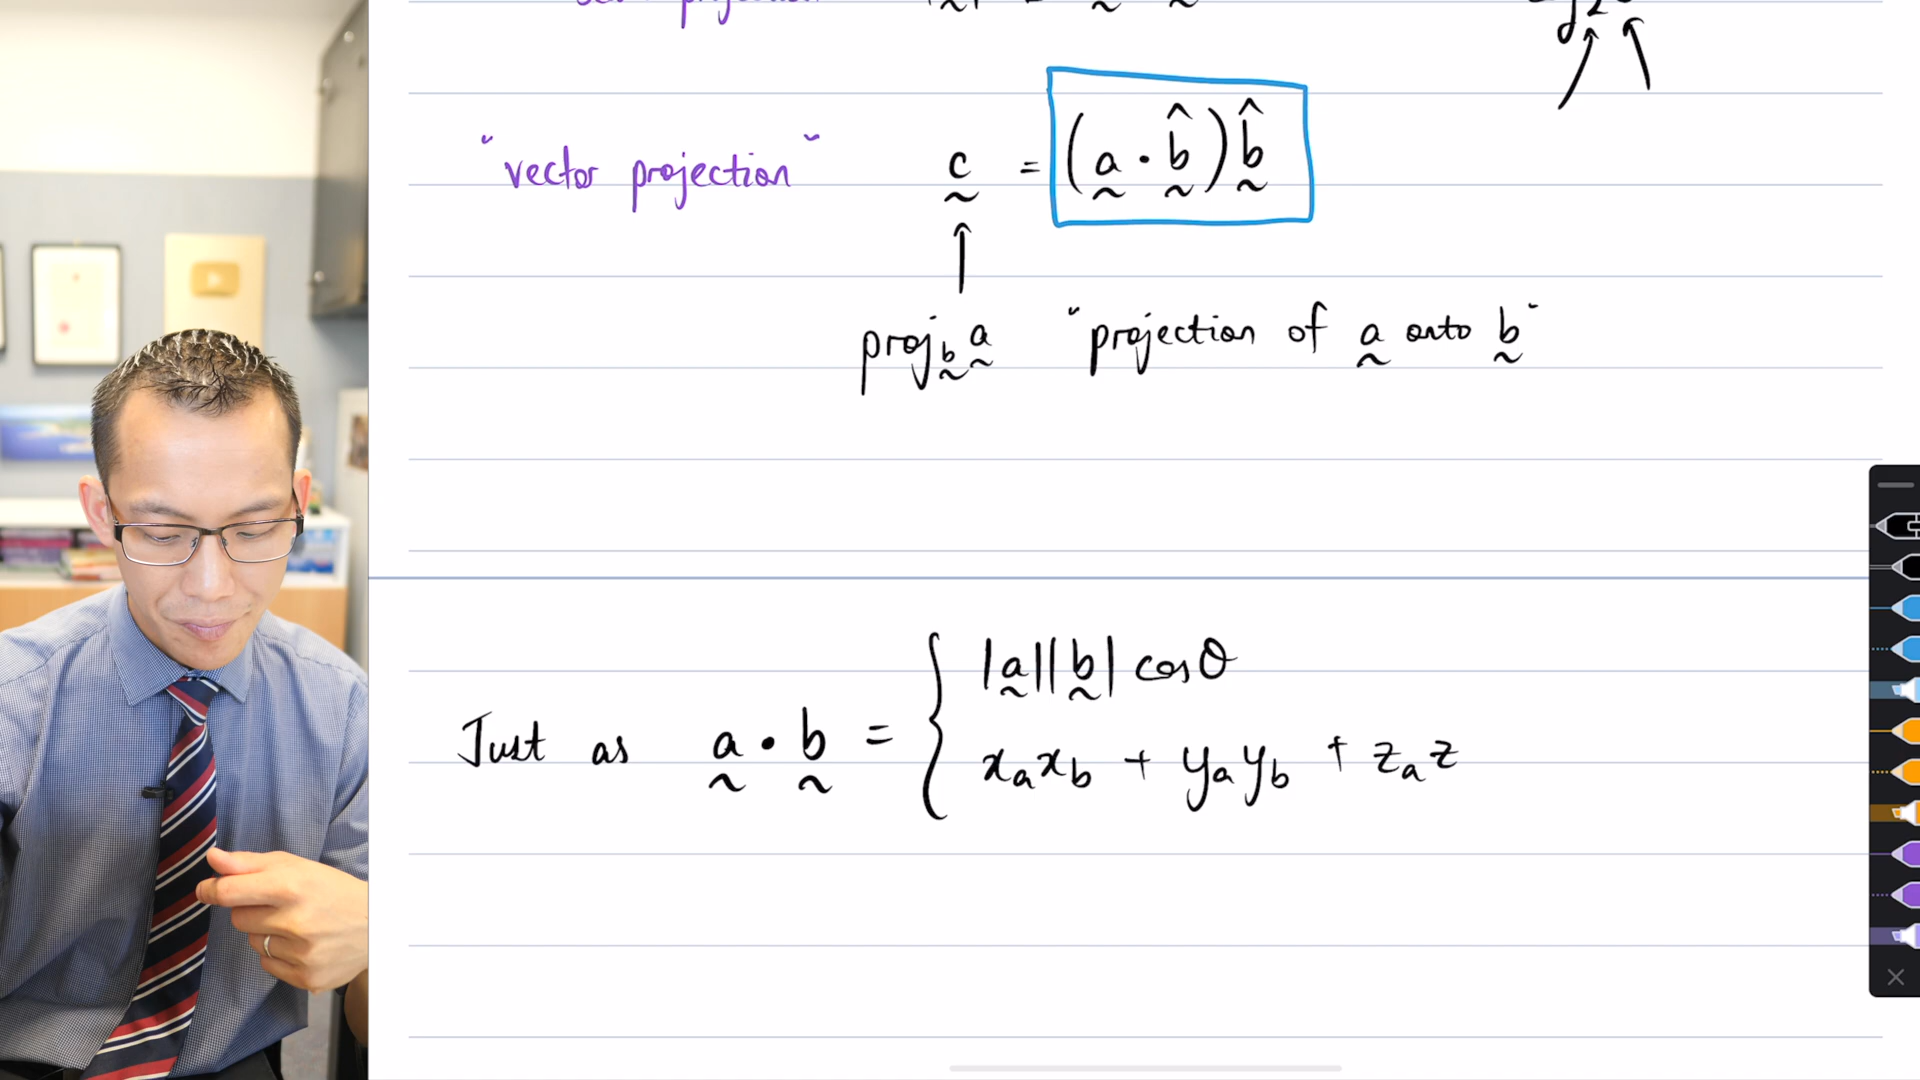 "vector projection" c = (a · b̂) b̂
proj_b a "projection of a onto b"
|a||b| cos θ
Just as a · b =
x_a x_b + y_a y_b + z_a z